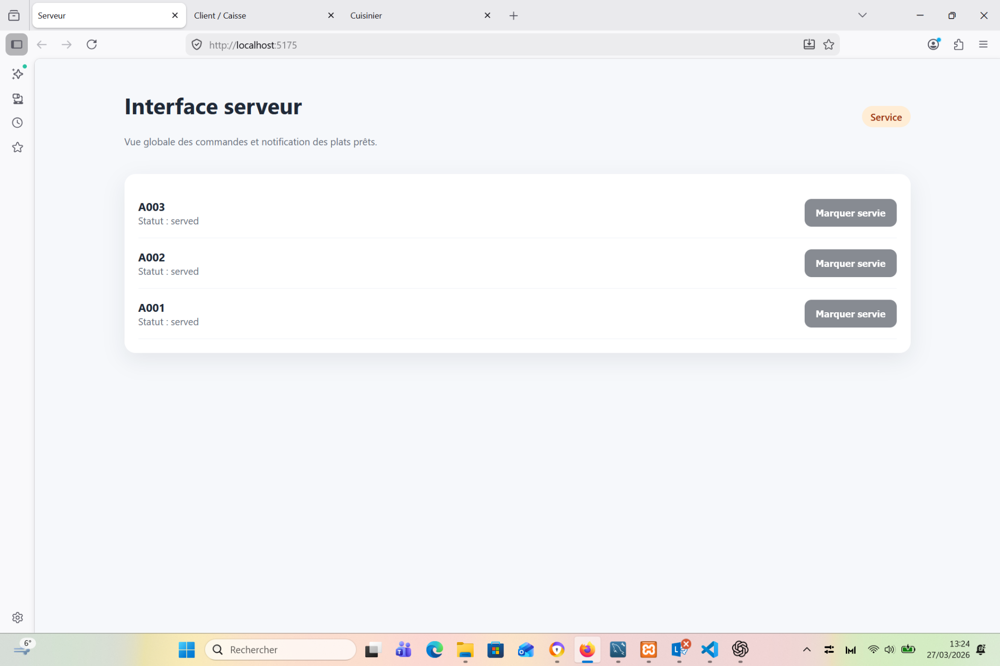 Serveur
Client / Caisse
Cuisinier
http://localhost:5175
Interface serveur
Service
Vue globale des commandes et notification des plats prêts.
A003
Statut : served
Marquer servie
A002
Statut : served
Marquer servie
A001
Statut : served
Marquer servie
6°
Rechercher
13:24
27/03/2026